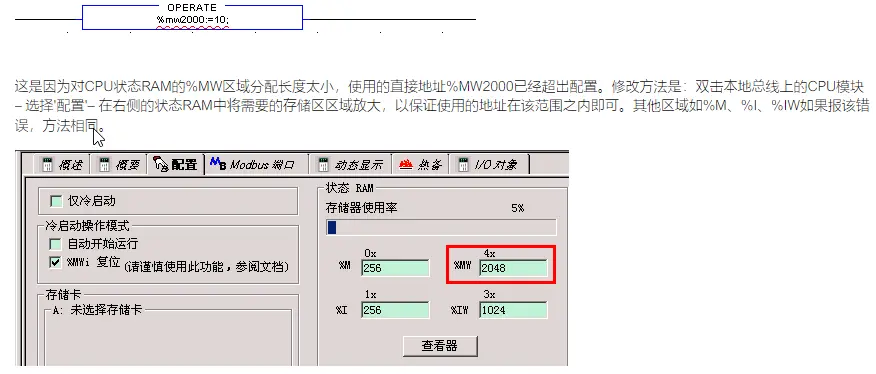 OPERATE
%mw2000:=10;
这是因为对CPU状态RAM的%MW区域分配长度太小，使用的直接地址%MW2000已经超出配置。修改方法是：双击本地总线上的CPU模块
– 选择'配置'– 在右侧的状态RAM中将需要的存储区区域放大，以保证使用的地址在该范围之内即可。其他区域如%M、%I、%IW如果报该错
误，方法相同。
概述 概要 配置 Modbus 端口 动态显示 热备 I/O 对象
仅冷启动
冷启动操作模式
自动开始运行
%MWi 复位 (请谨慎使用此功能，参阅文档)
存储卡
A: 未选择存储卡
状态 RAM
存储器使用率 5%
0x 4x
%M 256 %MW 2048
1x 3x
%I 256 %IW 1024
查看器